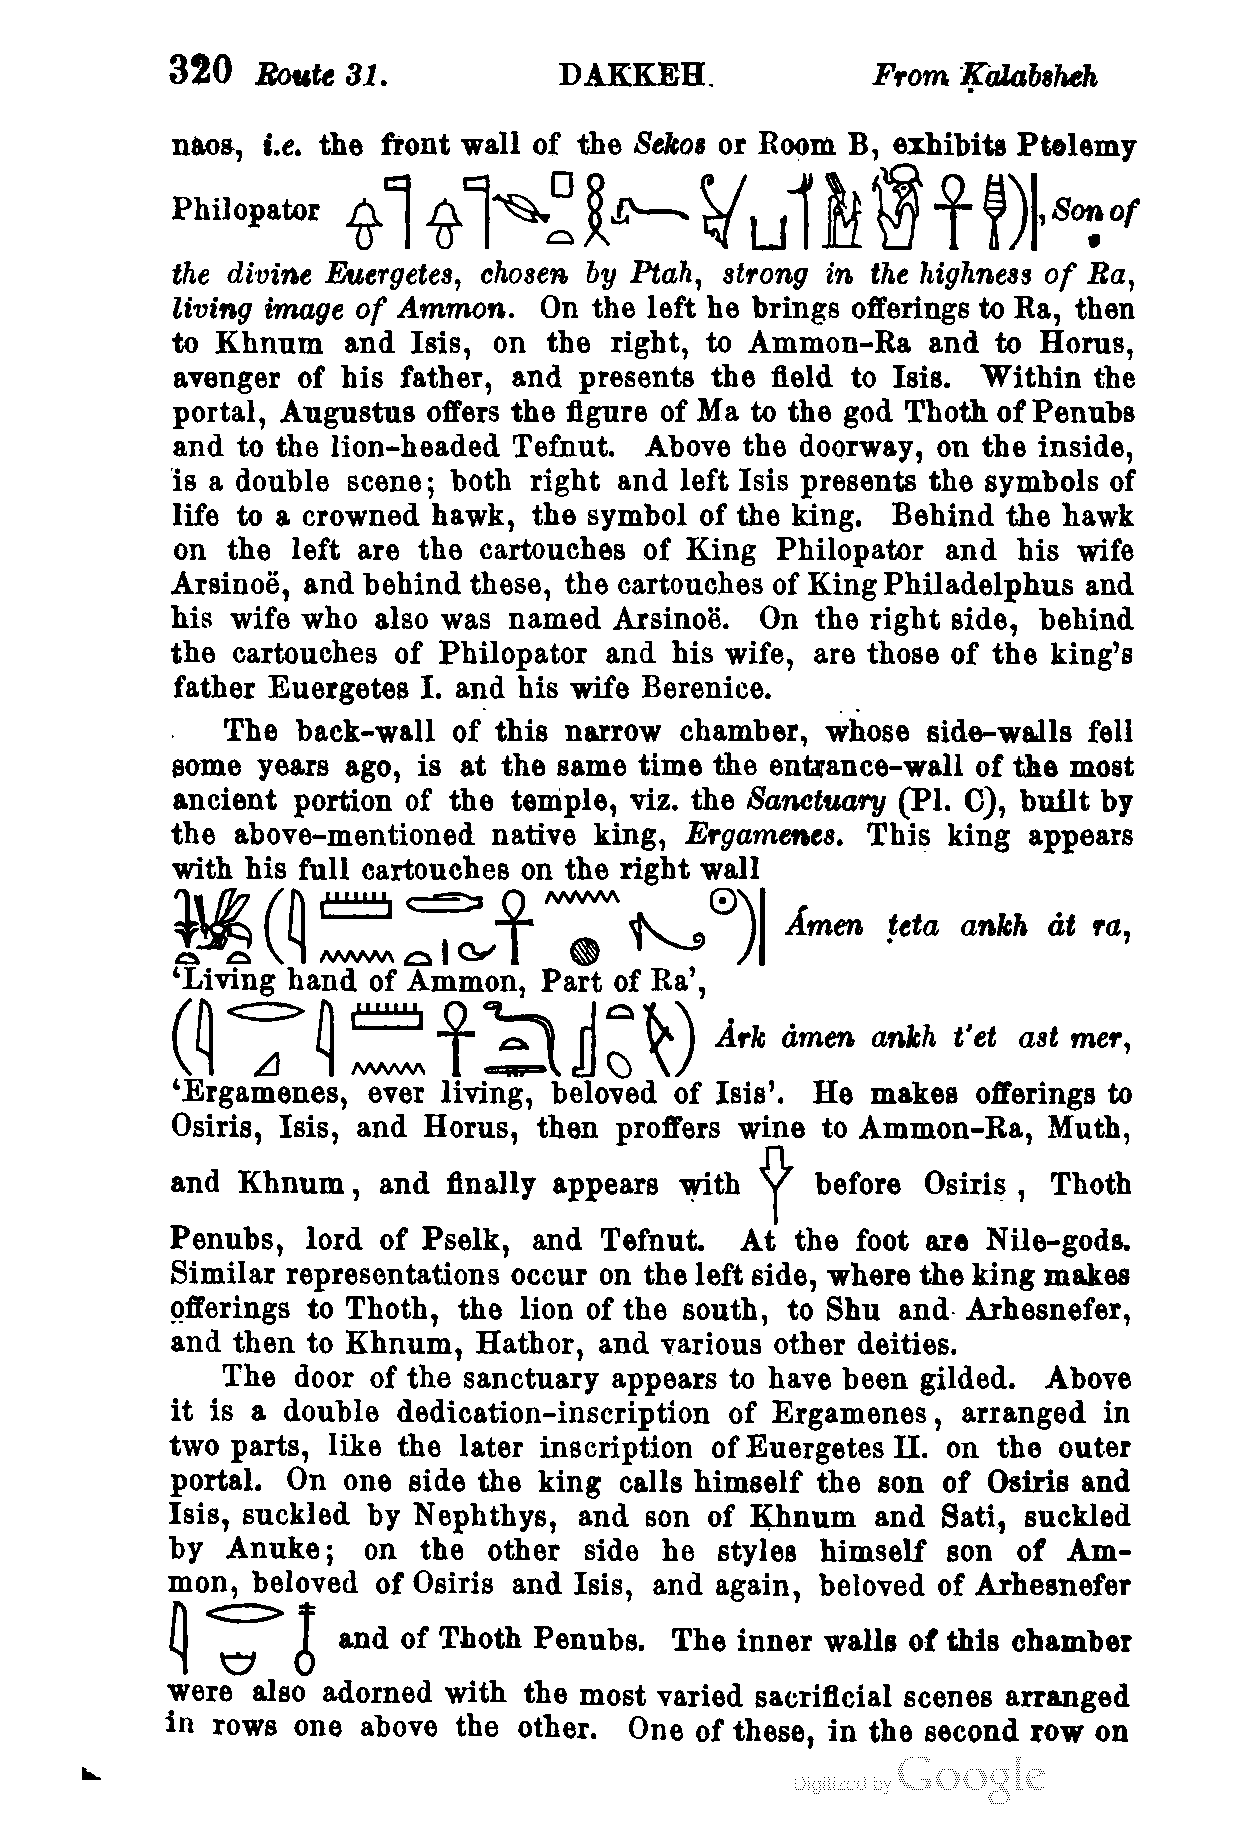 320 Route 31. DAKKEH. From Ḳalabsheh
naos, i.e. the front wall of the Sekos or Room B, exhibits Ptolemy
Philopator , Son of
the divine Euergetes, chosen by Ptah, strong in the highness of Ra,
living image of Ammon. On the left he brings offerings to Ra, then
to Khnum and Isis, on the right, to Ammon-Ra and to Horus,
avenger of his father, and presents the field to Isis. Within the
portal, Augustus offers the figure of Ma to the god Thoth of Penubs
and to the lion-headed Tefnut. Above the doorway, on the inside,
is a double scene; both right and left Isis presents the symbols of
life to a crowned hawk, the symbol of the king. Behind the hawk
on the left are the cartouches of King Philopator and his wife
Arsinoë, and behind these, the cartouches of King Philadelphus and
his wife who also was named Arsinoë. On the right side, behind
the cartouches of Philopator and his wife, are those of the king's
father Euergetes I. and his wife Berenice.
The back-wall of this narrow chamber, whose side-walls fell
some years ago, is at the same time the entrance-wall of the most
ancient portion of the temple, viz. the Sanctuary (Pl. C), built by
the above-mentioned native king, Ergamenes. This king appears
with his full cartouches on the right wall
Ámen ṭeta ankh át ra,
'Living hand of Ammon, Part of Ra',
Árk ámen ankh t'et ast mer,
'Ergamenes, ever living, beloved of Isis'. He makes offerings to
Osiris, Isis, and Horus, then proffers wine to Ammon-Ra, Muth,
and Khnum, and finally appears with before Osiris, Thoth
Penubs, lord of Pselk, and Tefnut. At the foot are Nile-gods.
Similar representations occur on the left side, where the king makes
offerings to Thoth, the lion of the south, to Shu and Arhesnefer,
and then to Khnum, Hathor, and various other deities.
The door of the sanctuary appears to have been gilded. Above
it is a double dedication-inscription of Ergamenes, arranged in
two parts, like the later inscription of Euergetes II. on the outer
portal. On one side the king calls himself the son of Osiris and
Isis, suckled by Nephthys, and son of Khnum and Sati, suckled
by Anuke; on the other side he styles himself son of Am-
mon, beloved of Osiris and Isis, and again, beloved of Arhesnefer
and of Thoth Penubs. The inner walls of this chamber
were also adorned with the most varied sacrificial scenes arranged
in rows one above the other. One of these, in the second row on
Digitized by Google